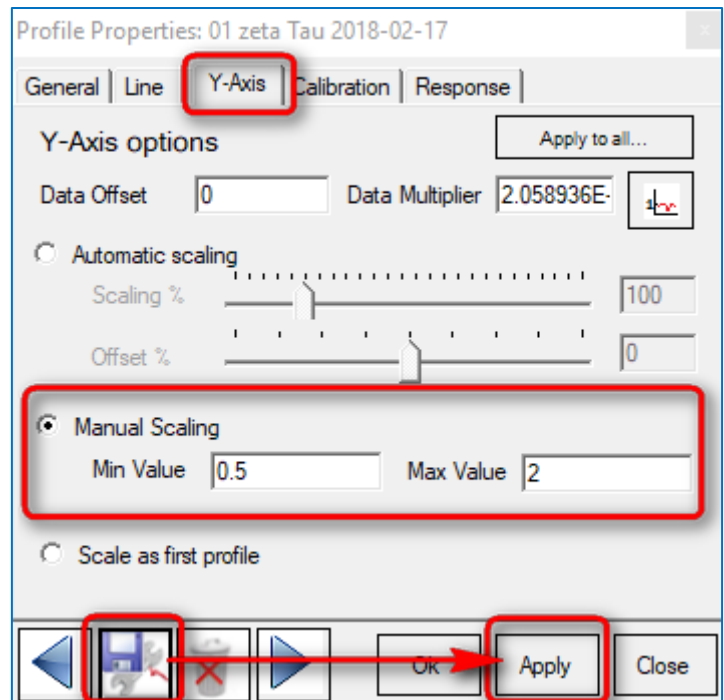 Profile Properties: 01 zeta Tau 2018-02-17
x
General Line Y-Axis Calibration Response
Y-Axis options Apply to all...
Data Offset 0 Data Multiplier 2.058936E-
1
Automatic scaling
Scaling % 100
Offset % 0
Manual Scaling
Min Value 0.5 Max Value 2
Scale as first profile
Ok Apply Close